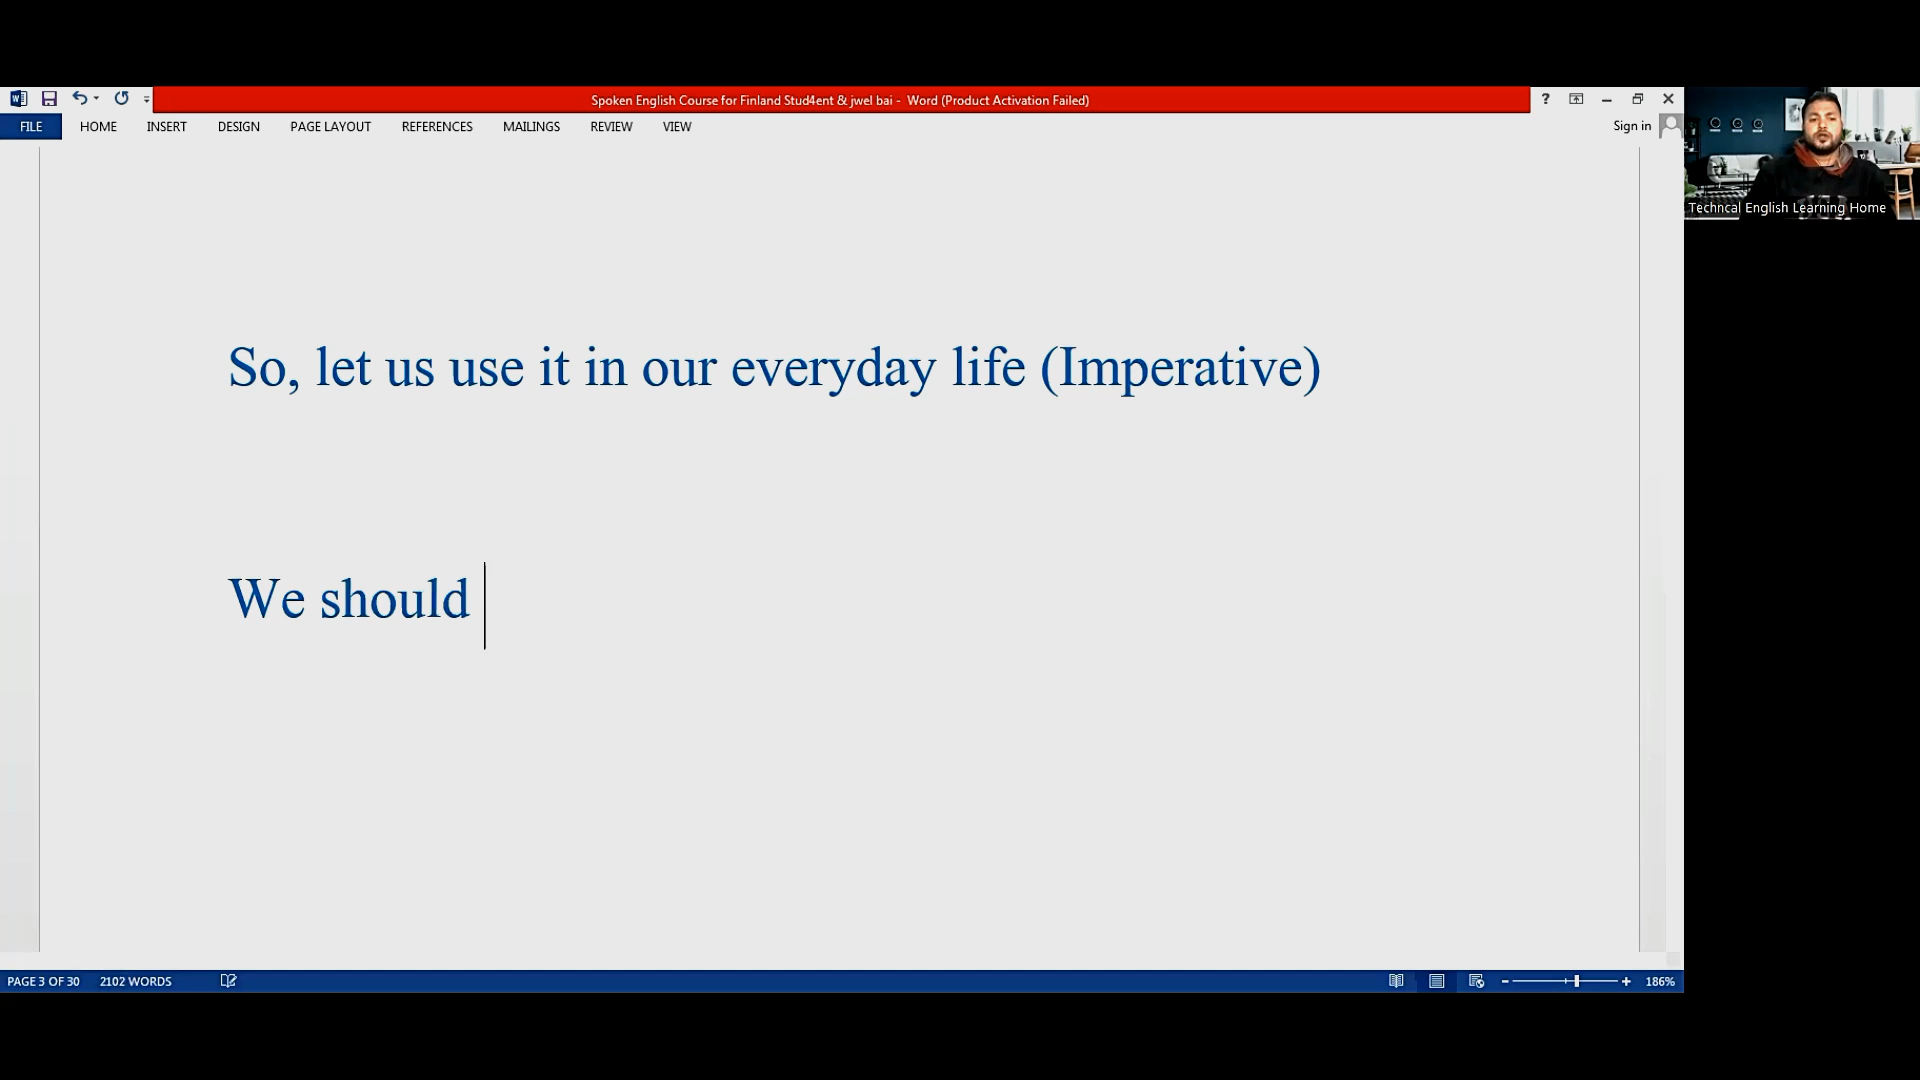 Spoken English Course for Finland Stud4ent & jwel bai - Word (Product Activation Failed)
?
FILE HOME INSERT DESIGN PAGE LAYOUT REFERENCES MAILINGS REVIEW VIEW
Sign in
Techncal English Learning Home
So, let us use it in our everyday life (Imperative)
We should
PAGE 3 OF 30 2102 WORDS
186%